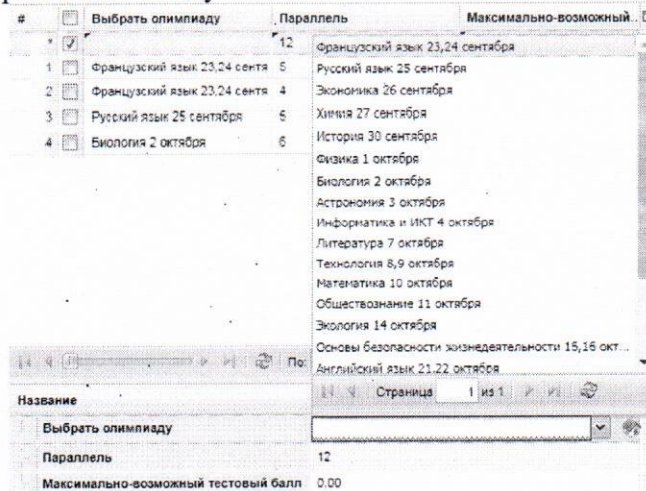 # Выбрать олимпиаду Параллель Максимально-возможный..
* 12
1 Французский язык 23,24 сентя 5
2 Французский язык 23,24 сентя 4
3 Русский язык 25 сентября 5
4 Биология 2 октября 6
Французский язык 23,24 сентября
Русский язык 25 сентября
Экономика 26 сентября
Химия 27 сентября
История 30 сентября
Физика 1 октября
Биология 2 октября
Астрономия 3 октября
Информатика и ИКТ 4 октября
Литература 7 октября
Технология 8,9 октября
Математика 10 октября
Обществознание 11 октября
Экология 14 октября
Основы безопасности жизнедеятельности 15,16 окт...
Английский язык 21,22 октября
По:
Страница 1 из 1
Название
Выбрать олимпиаду
Параллель 12
Максимально-возможный тестовый балл 0.00